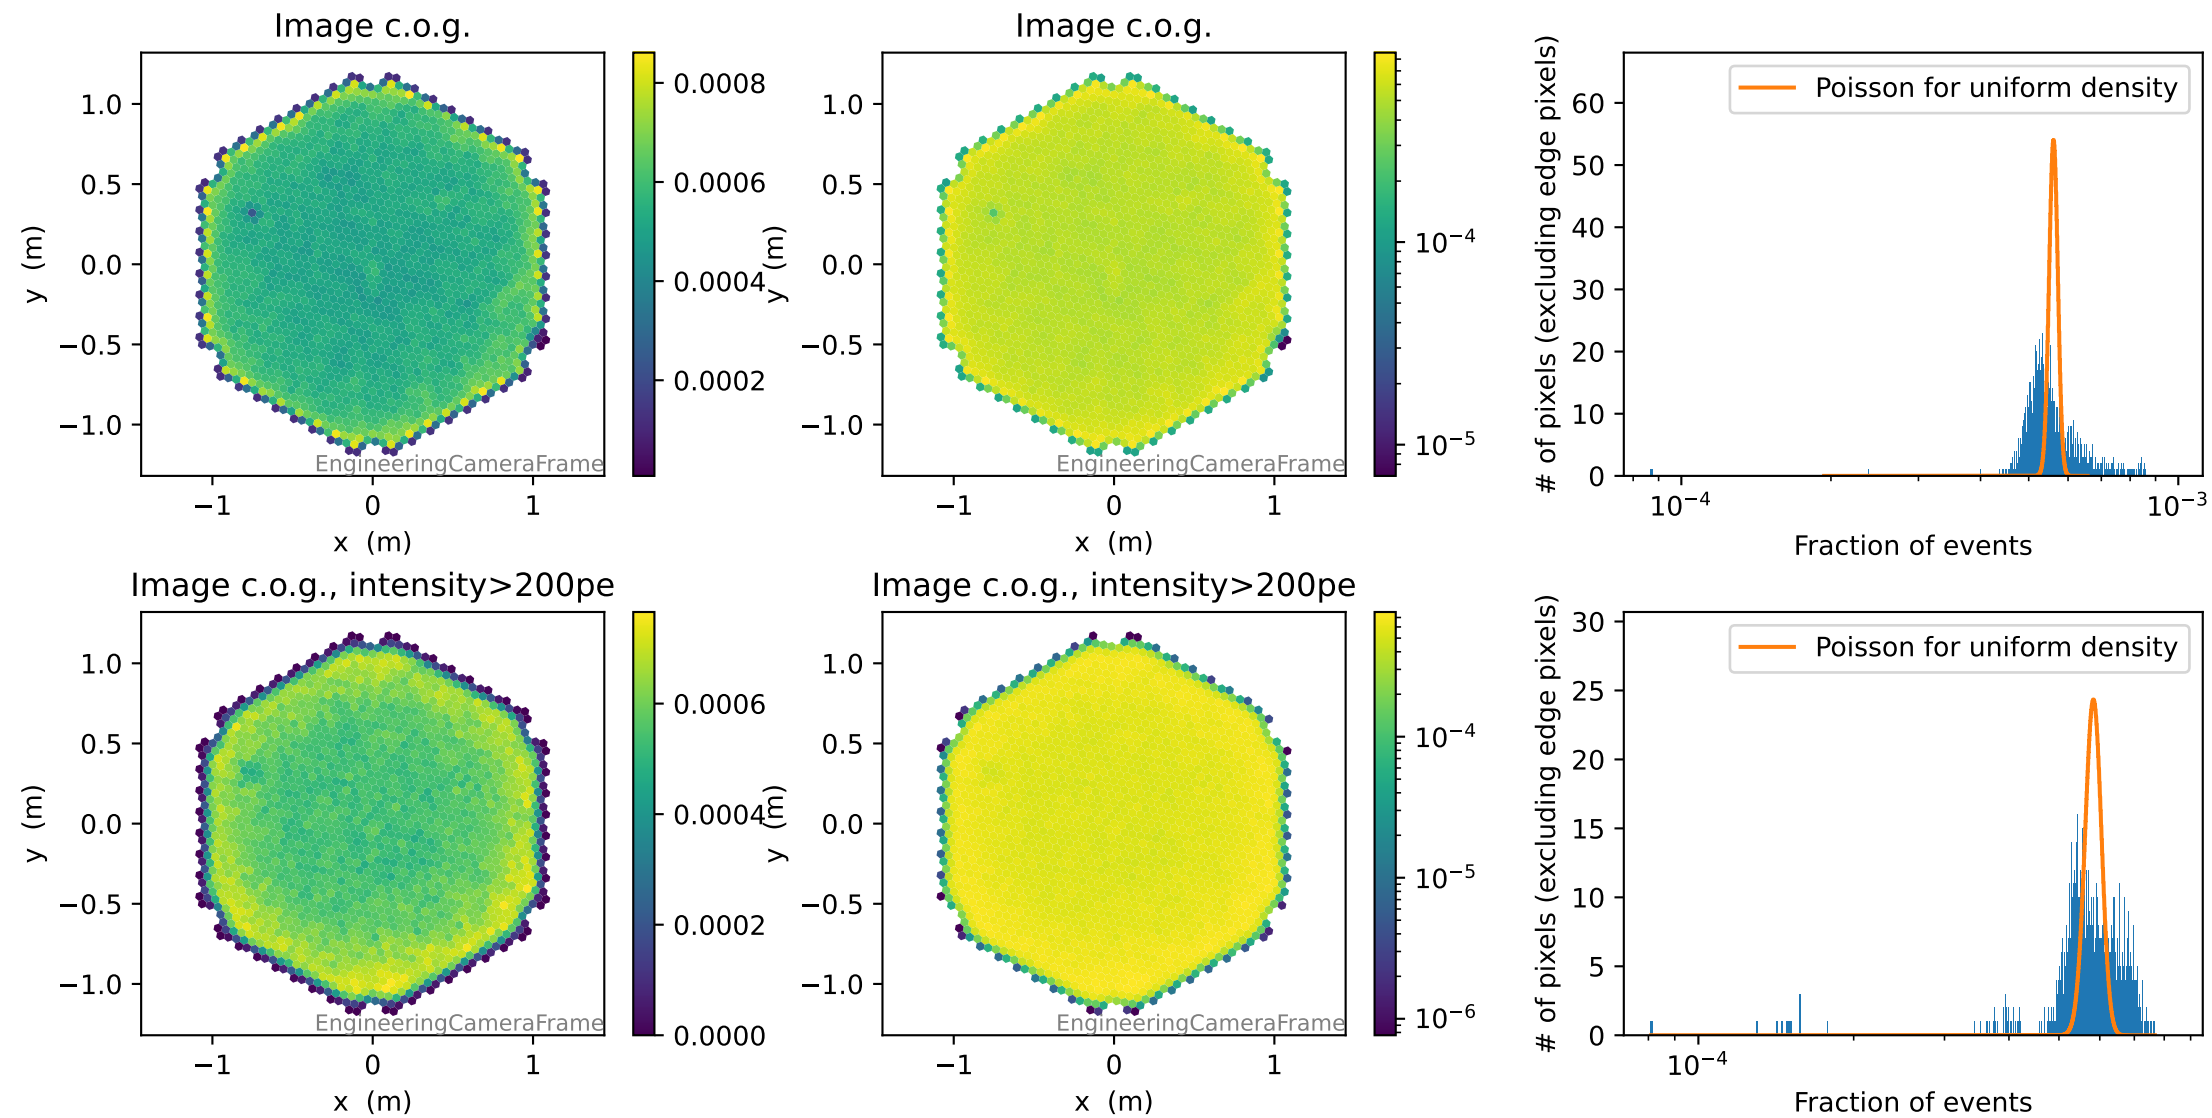 Image c.o.g.
y (m)
1.0
0.5
0.0
−0.5
−1.0
−1 0 1
x (m)
EngineeringCameraFrame
0.0008
0.0006
0.0004
0.0002
Image c.o.g.
y (m)
1.0
0.5
0.0
−0.5
−1.0
−1 0 1
x (m)
EngineeringCameraFrame
10⁻⁴
10⁻⁵
# of pixels (excluding edge pixels)
60
50
40
30
20
10
0
Poisson for uniform density
10⁻⁴ 10⁻³
Fraction of events
Image c.o.g., intensity>200pe
y (m)
1.0
0.5
0.0
−0.5
−1.0
−1 0 1
x (m)
EngineeringCameraFrame
0.0006
0.0004
0.0002
0.0000
Image c.o.g., intensity>200pe
y (m)
1.0
0.5
0.0
−0.5
−1.0
−1 0 1
x (m)
EngineeringCameraFrame
10⁻⁴
10⁻⁵
10⁻⁶
# of pixels (excluding edge pixels)
30
25
20
15
10
5
0
Poisson for uniform density
10⁻⁴
Fraction of events